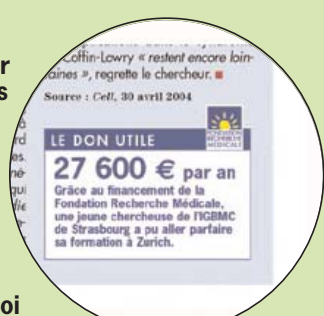 Coffin-Lowry « restent encore loin-
taines », regrette le chercheur.
Source : Cell, 30 avril 2004
FONDATION
RECHERCHE
MÉDICALE
LE DON UTILE
27 600 € par an
Grâce au financement de la
Fondation Recherche Médicale,
une jeune chercheuse de l'IGBMC
de Strasbourg a pu aller parfaire
sa formation à Zurich.
oi